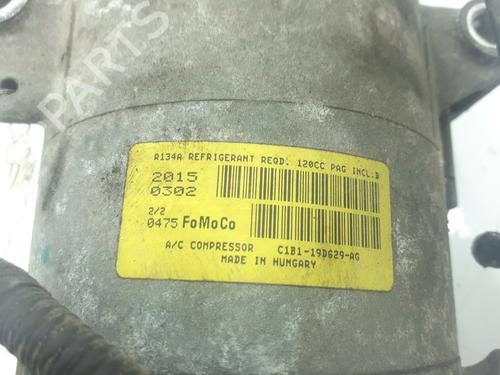 R134A REFRIGERANT REQD. 120CC PAG INCL.D
2015
0302
2/2
0475 FoMoCo
A/C COMPRESSOR C1B1-19D629-AG
MADE IN HUNGARY
PARTS